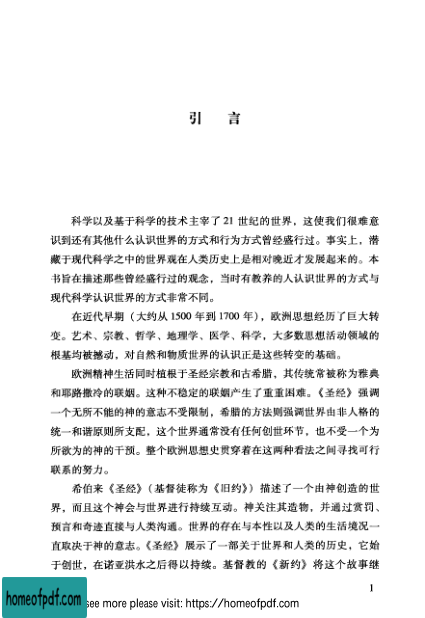 引 言
科学以及基于科学的技术主宰了 21 世纪的世界，这使我们很难意
识到还有其他什么认识世界的方式和行为方式曾经盛行过。事实上，潜
藏于现代科学之中的世界观在人类历史上是相对晚近才发展起来的。本
书旨在描述那些曾经盛行过的观念，当时有教养的人认识世界的方式与
现代科学认识世界的方式非常不同。
在近代早期（大约从 1500 年到 1700 年），欧洲思想经历了巨大转
变。艺术、宗教、哲学、地理学、医学、科学，大多数思想活动领域的
根基均被撼动，对自然和物质世界的认识正是这些转变的基础。
欧洲精神生活同时植根于圣经宗教和古希腊，其传统常被称为雅典
和耶路撒冷的联姻。这种不稳定的联姻产生了重重困难。《圣经》强调
一个无所不能的神的意志不受限制，希腊的方法则强调世界由非人格的
统一和谐原则所支配，这个世界通常没有任何创世环节，也不受一个为
所欲为的神的干预。整个欧洲思想史贯穿着在这两种看法之间寻找可行
联系的努力。
希伯来《圣经》（基督徒称为《旧约》）描述了一个由神创造的世
界，而且这个神会与世界进行持续互动。神关注其造物，并通过赏罚、
预言和奇迹直接与人类沟通。世界的存在与本性以及人类的生活境况一
直取决于神的意志。《圣经》展示了一部关于世界和人类的历史，它始
于创世，在诺亚洪水之后得以持续。基督教的《新约》将这个故事继
1
homeofpdf.com
see more please visit: https://homeofpdf.com